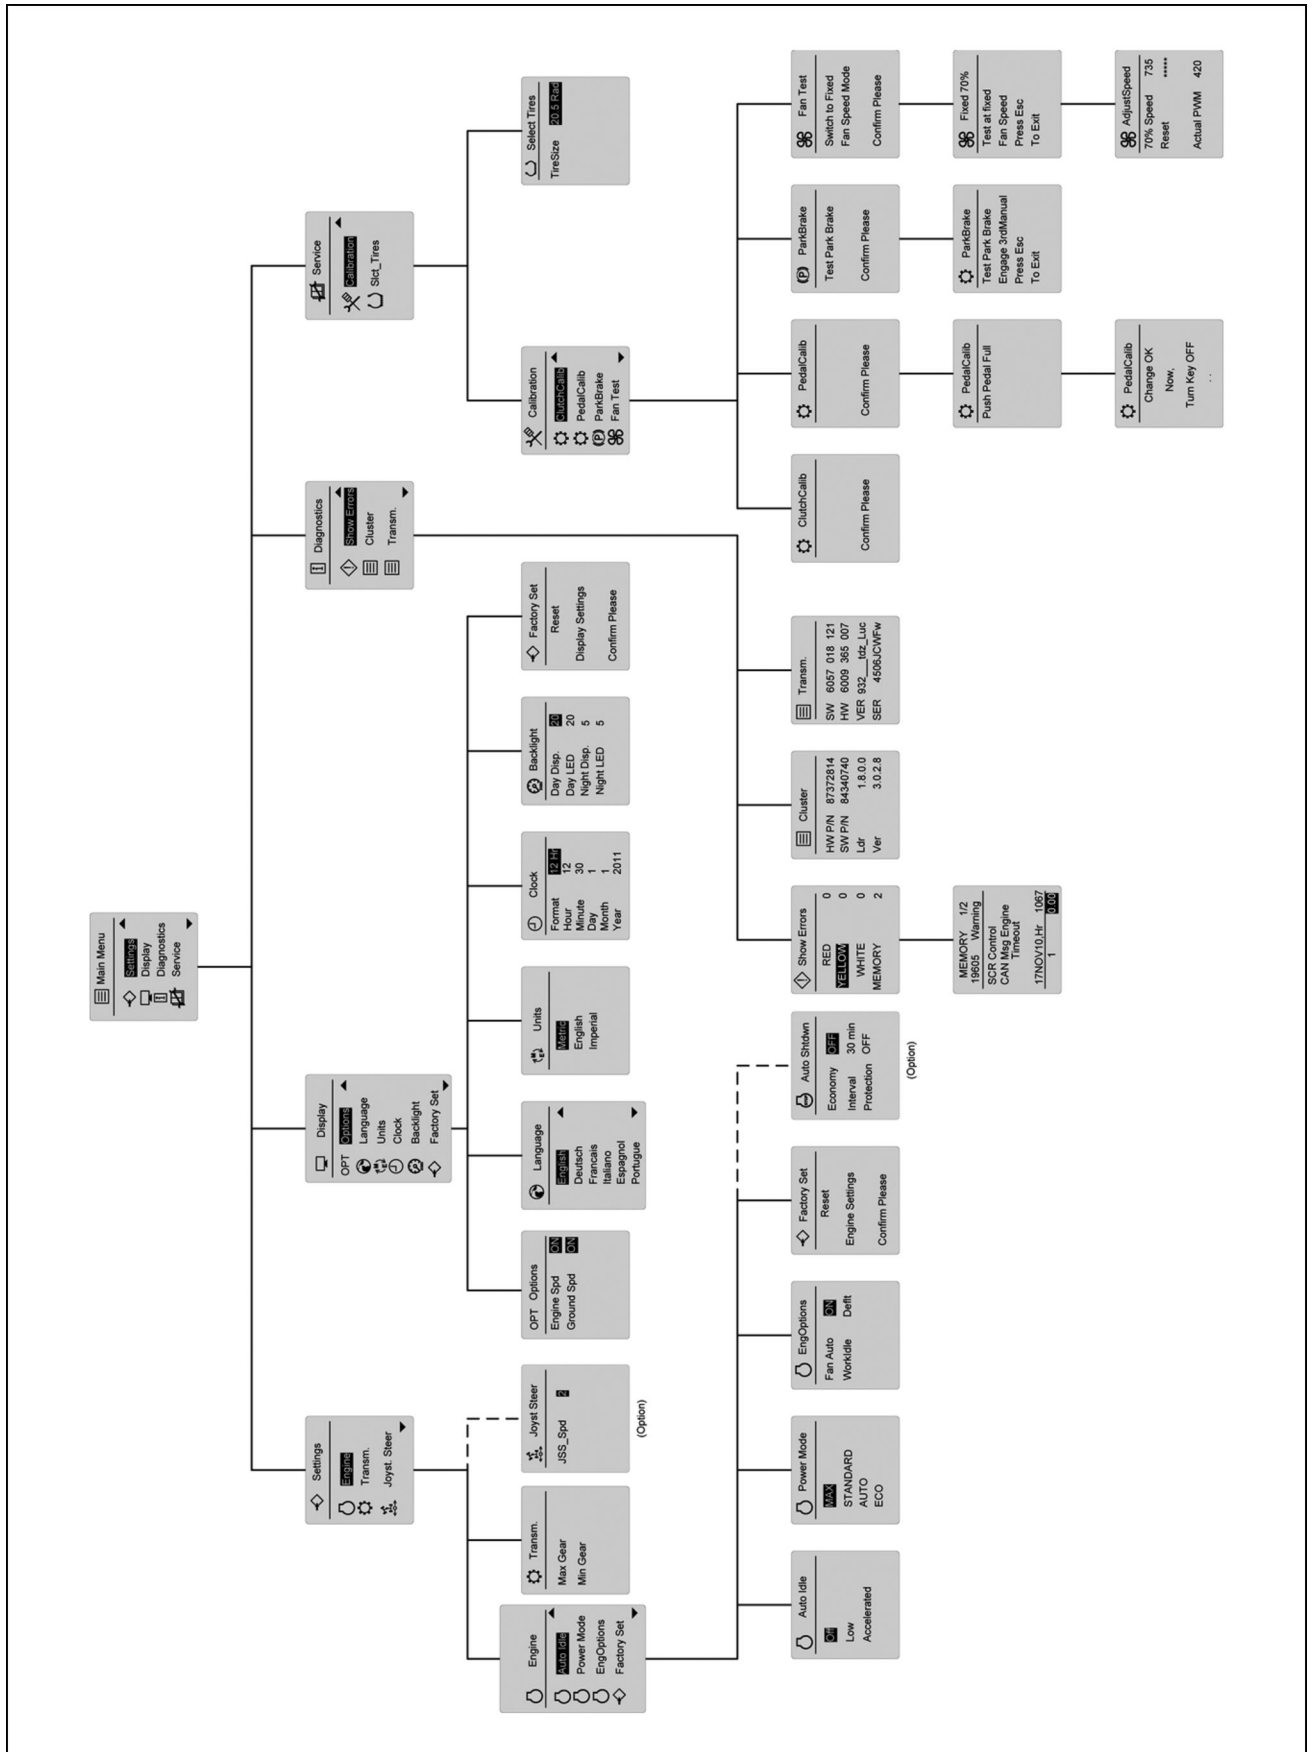 Main Menu
Settings
Display
Diagnostics
Service
Settings
Engine
Transm.
Joyst. Steer
Display
OPT Options
Language
Units
Clock
Backlight
Factory Set
Diagnostics
Show Errors
Cluster
Transm.
Service
Calibration
Slct_Tires
Engine
Auto Idle
Power Mode
EngOptions
Factory Set
Transm.
Max Gear
Min Gear
Joyst Steer
JSS_Spd 2
(Option)
OPT Options
Engine Spd ON
Ground Spd ON
Language
English
Deutsch
Francais
Italiano
Espagnol
Portugue
Units
Metric
English
Imperial
Clock
Format 12 Hr
Hour 12
Minute 30
Day 1
Month 1
Year 2011
Backlight
Day Disp. 20
Day LED 20
Night Disp. 5
Night LED 5
Factory Set
Reset
Display Settings
Confirm Please
Calibration
ClutchCalib
PedalCalib
(P) ParkBrake
Fan Test
Select Tires
TireSize 20.5 Rad
Auto Idle
Off
Low
Accelerated
Power Mode
MAX
STANDARD
AUTO
ECO
EngOptions
Fan Auto ON
WorkIdle Deflt
Factory Set
Reset
Engine Settings
Confirm Please
Auto Shtdwn
Economy OFF
Interval 30 min
Protection OFF
(Option)
Show Errors
RED 0
YELLOW 0
WHITE 0
MEMORY 2
Cluster
HW P/N 87372814
SW P/N 84340740
Ldr 1.8.0.0
Ver 3.0.2.8
Transm.
SW 6057 018 121
HW 6009 365 007
VER 932___tdz_Luc
SER 4506JCWFw
ClutchCalib
Confirm Please
PedalCalib
Confirm Please
(P) ParkBrake
Test Park Brake
Confirm Please
Fan Test
Switch to Fixed
Fan Speed Mode
Confirm Please
MEMORY 1/2
19605 Warning
SCR Control
CAN Msg Engine
Timeout
17NOV10,Hr 1067
1 0.00
PedalCalib
Push Pedal Full
ParkBrake
Test Park Brake
Engage 3rdManual
Press Esc
To Exit
Fixed 70%
Test at fixed
Fan Speed
Press Esc
To Exit
PedalCalib
Change OK
Now,
Turn Key OFF
. .
AdjustSpeed
70% Speed 735
Reset *****
Actual PWM 420